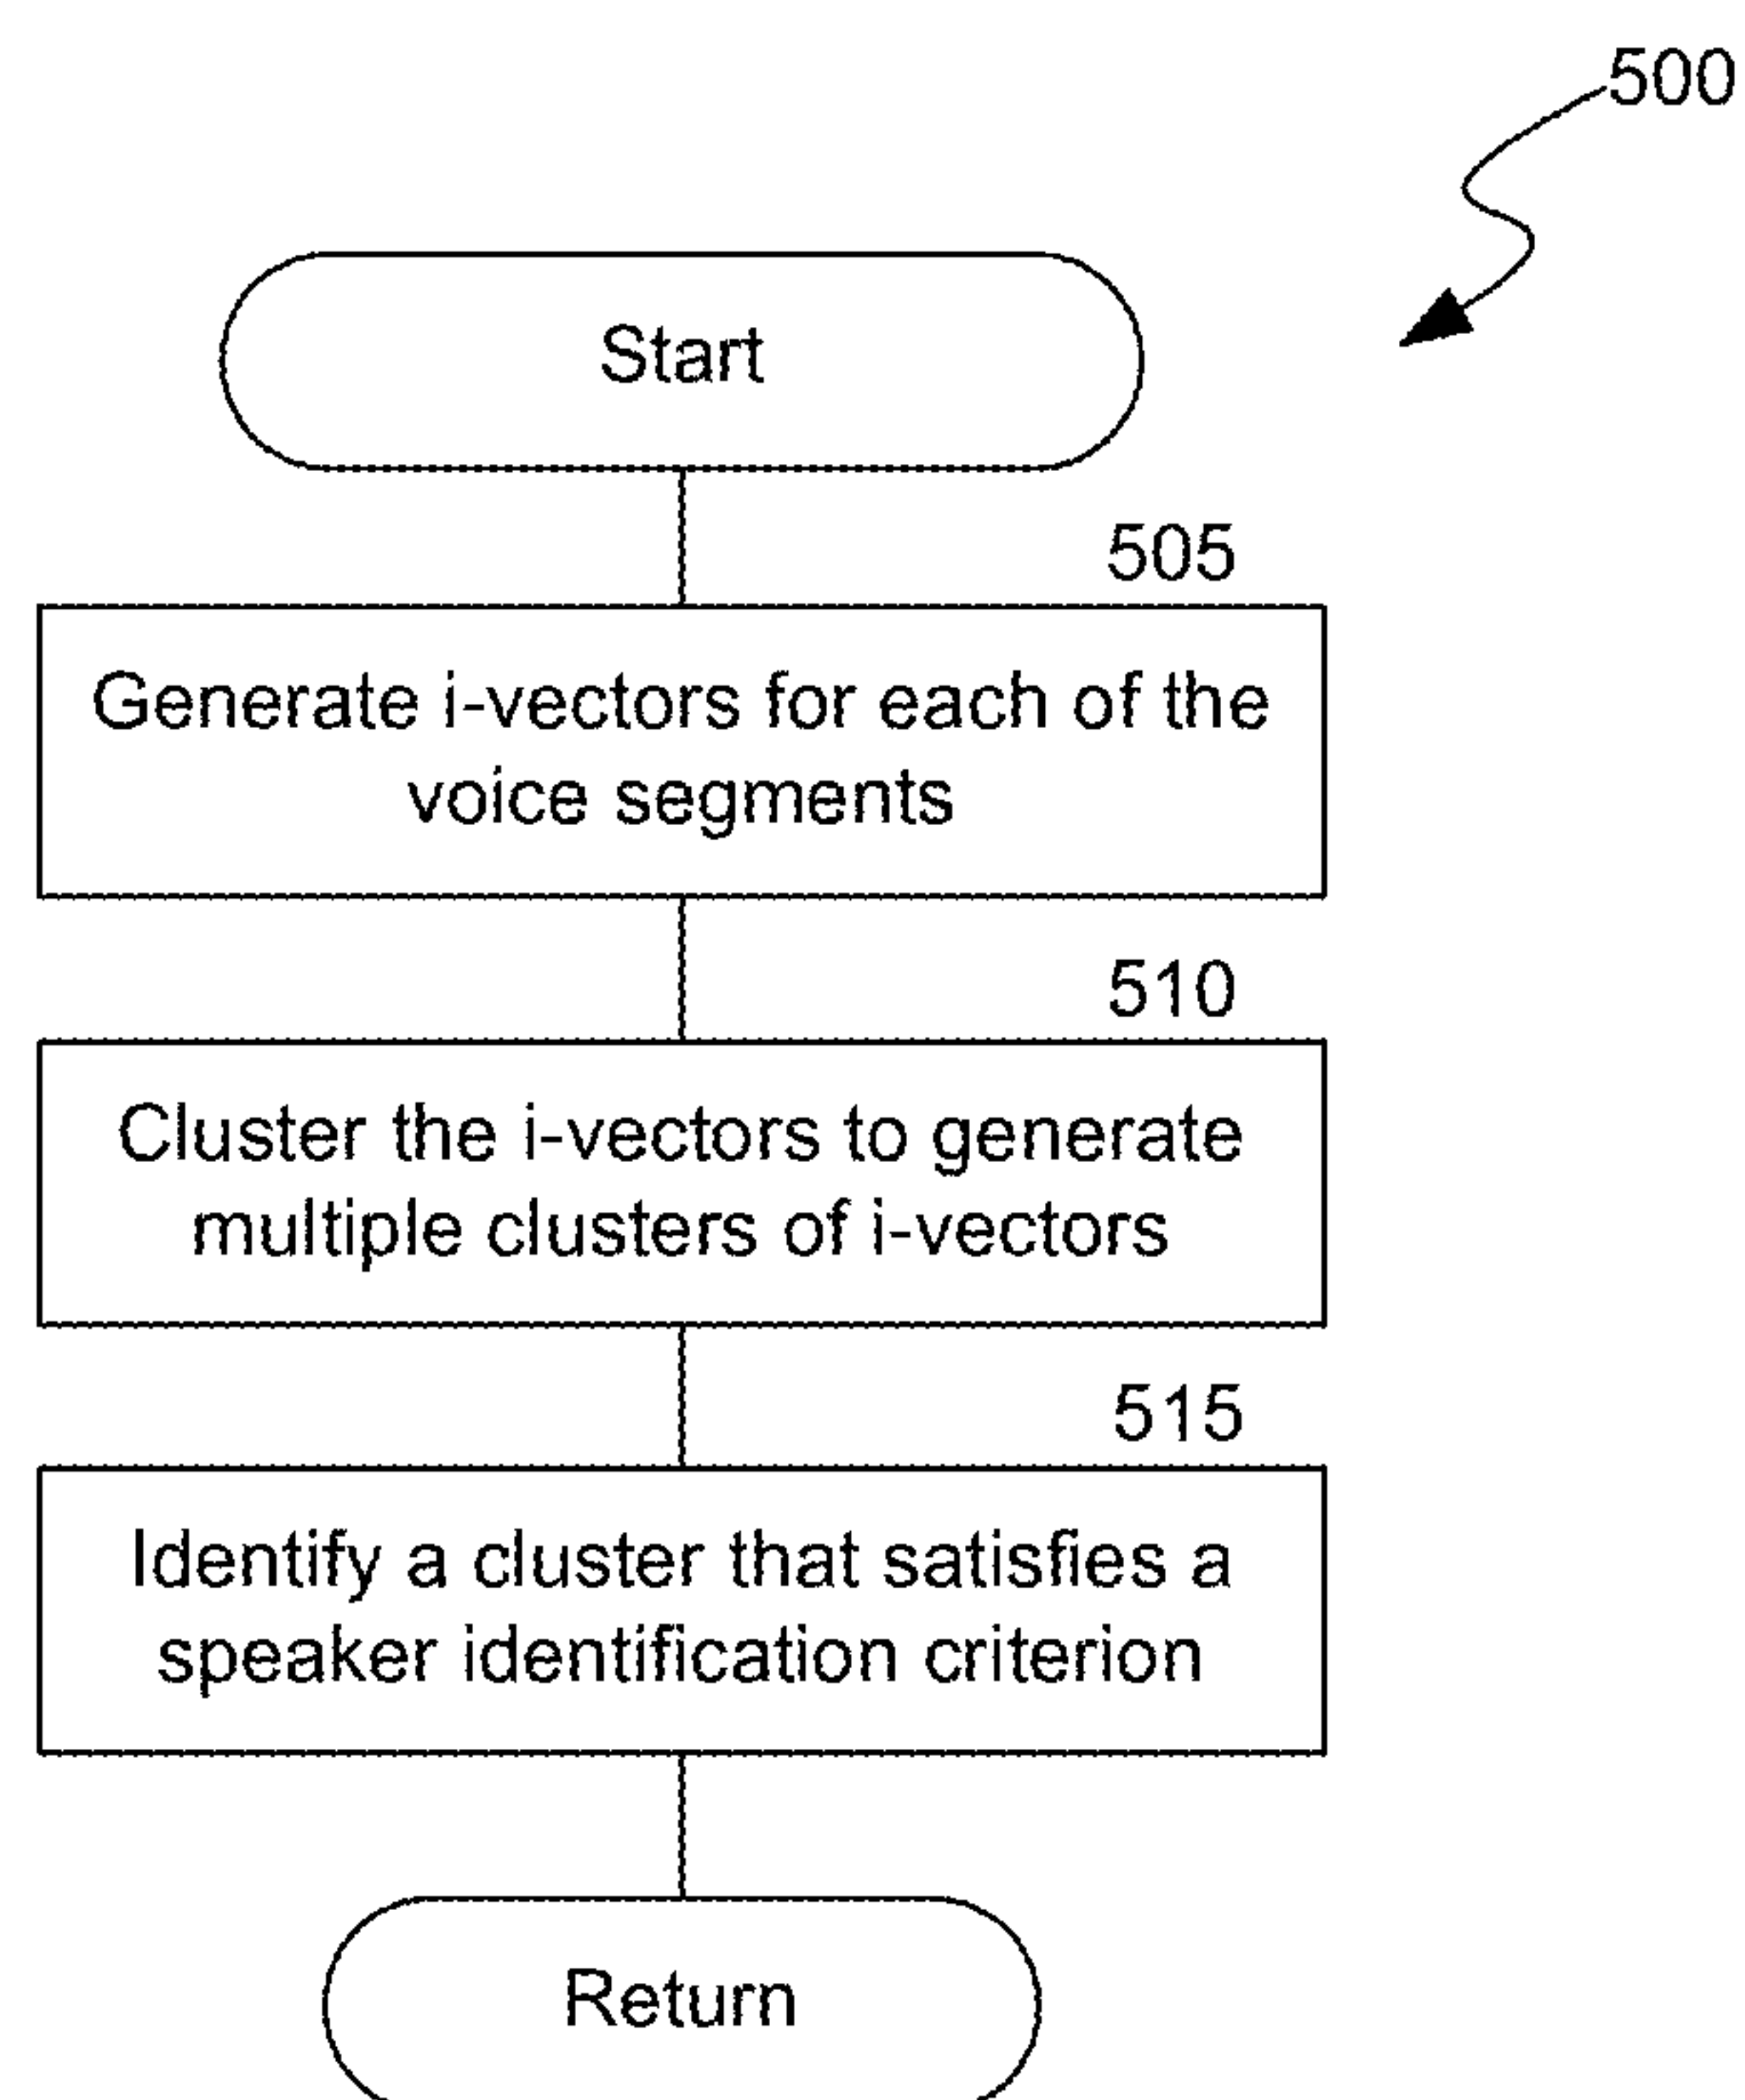 500
Start
505
Generate i-vectors for each of the
voice segments
510
Cluster the i-vectors to generate
multiple clusters of i-vectors
515
Identify a cluster that satisfies a
speaker identification criterion
Return